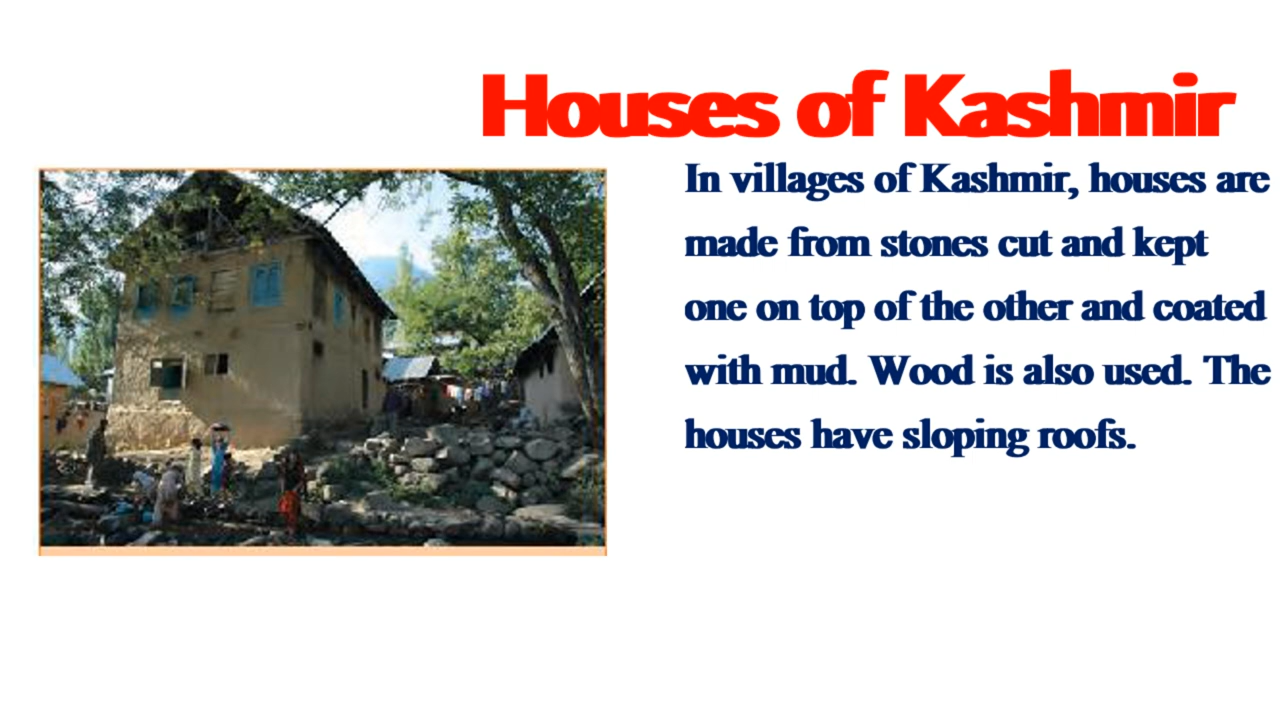 Houses of Kashmir
In villages of Kashmir, houses are
made from stones cut and kept
one on top of the other and coated
with mud. Wood is also used. The
houses have sloping roofs.